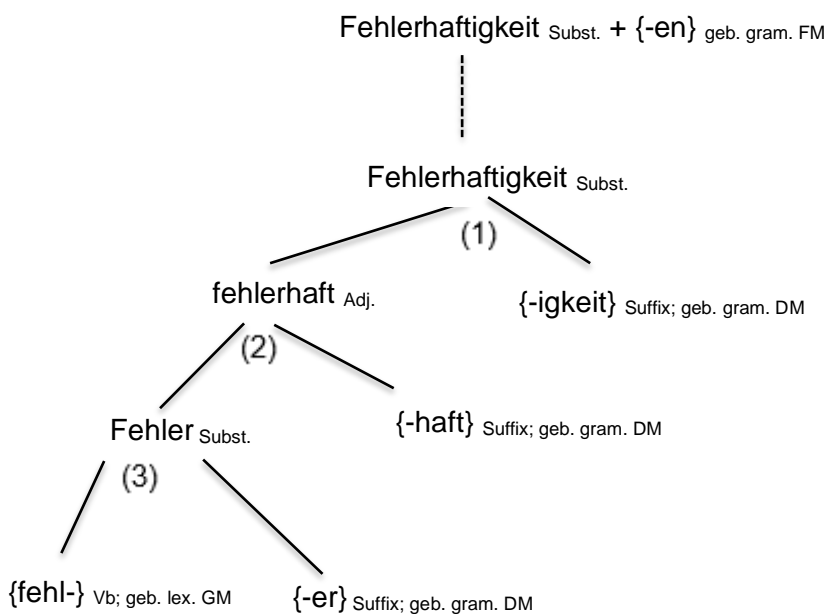 Fehlerhaftigkeit Subst. + {-en} geb. gram. FM
Fehlerhaftigkeit Subst.
(1)
fehlerhaft Adj.
{-igkeit} Suffix; geb. gram. DM
(2)
Fehler Subst.
{-haft} Suffix; geb. gram. DM
(3)
{fehl-} Vb; geb. lex. GM
{-er} Suffix; geb. gram. DM